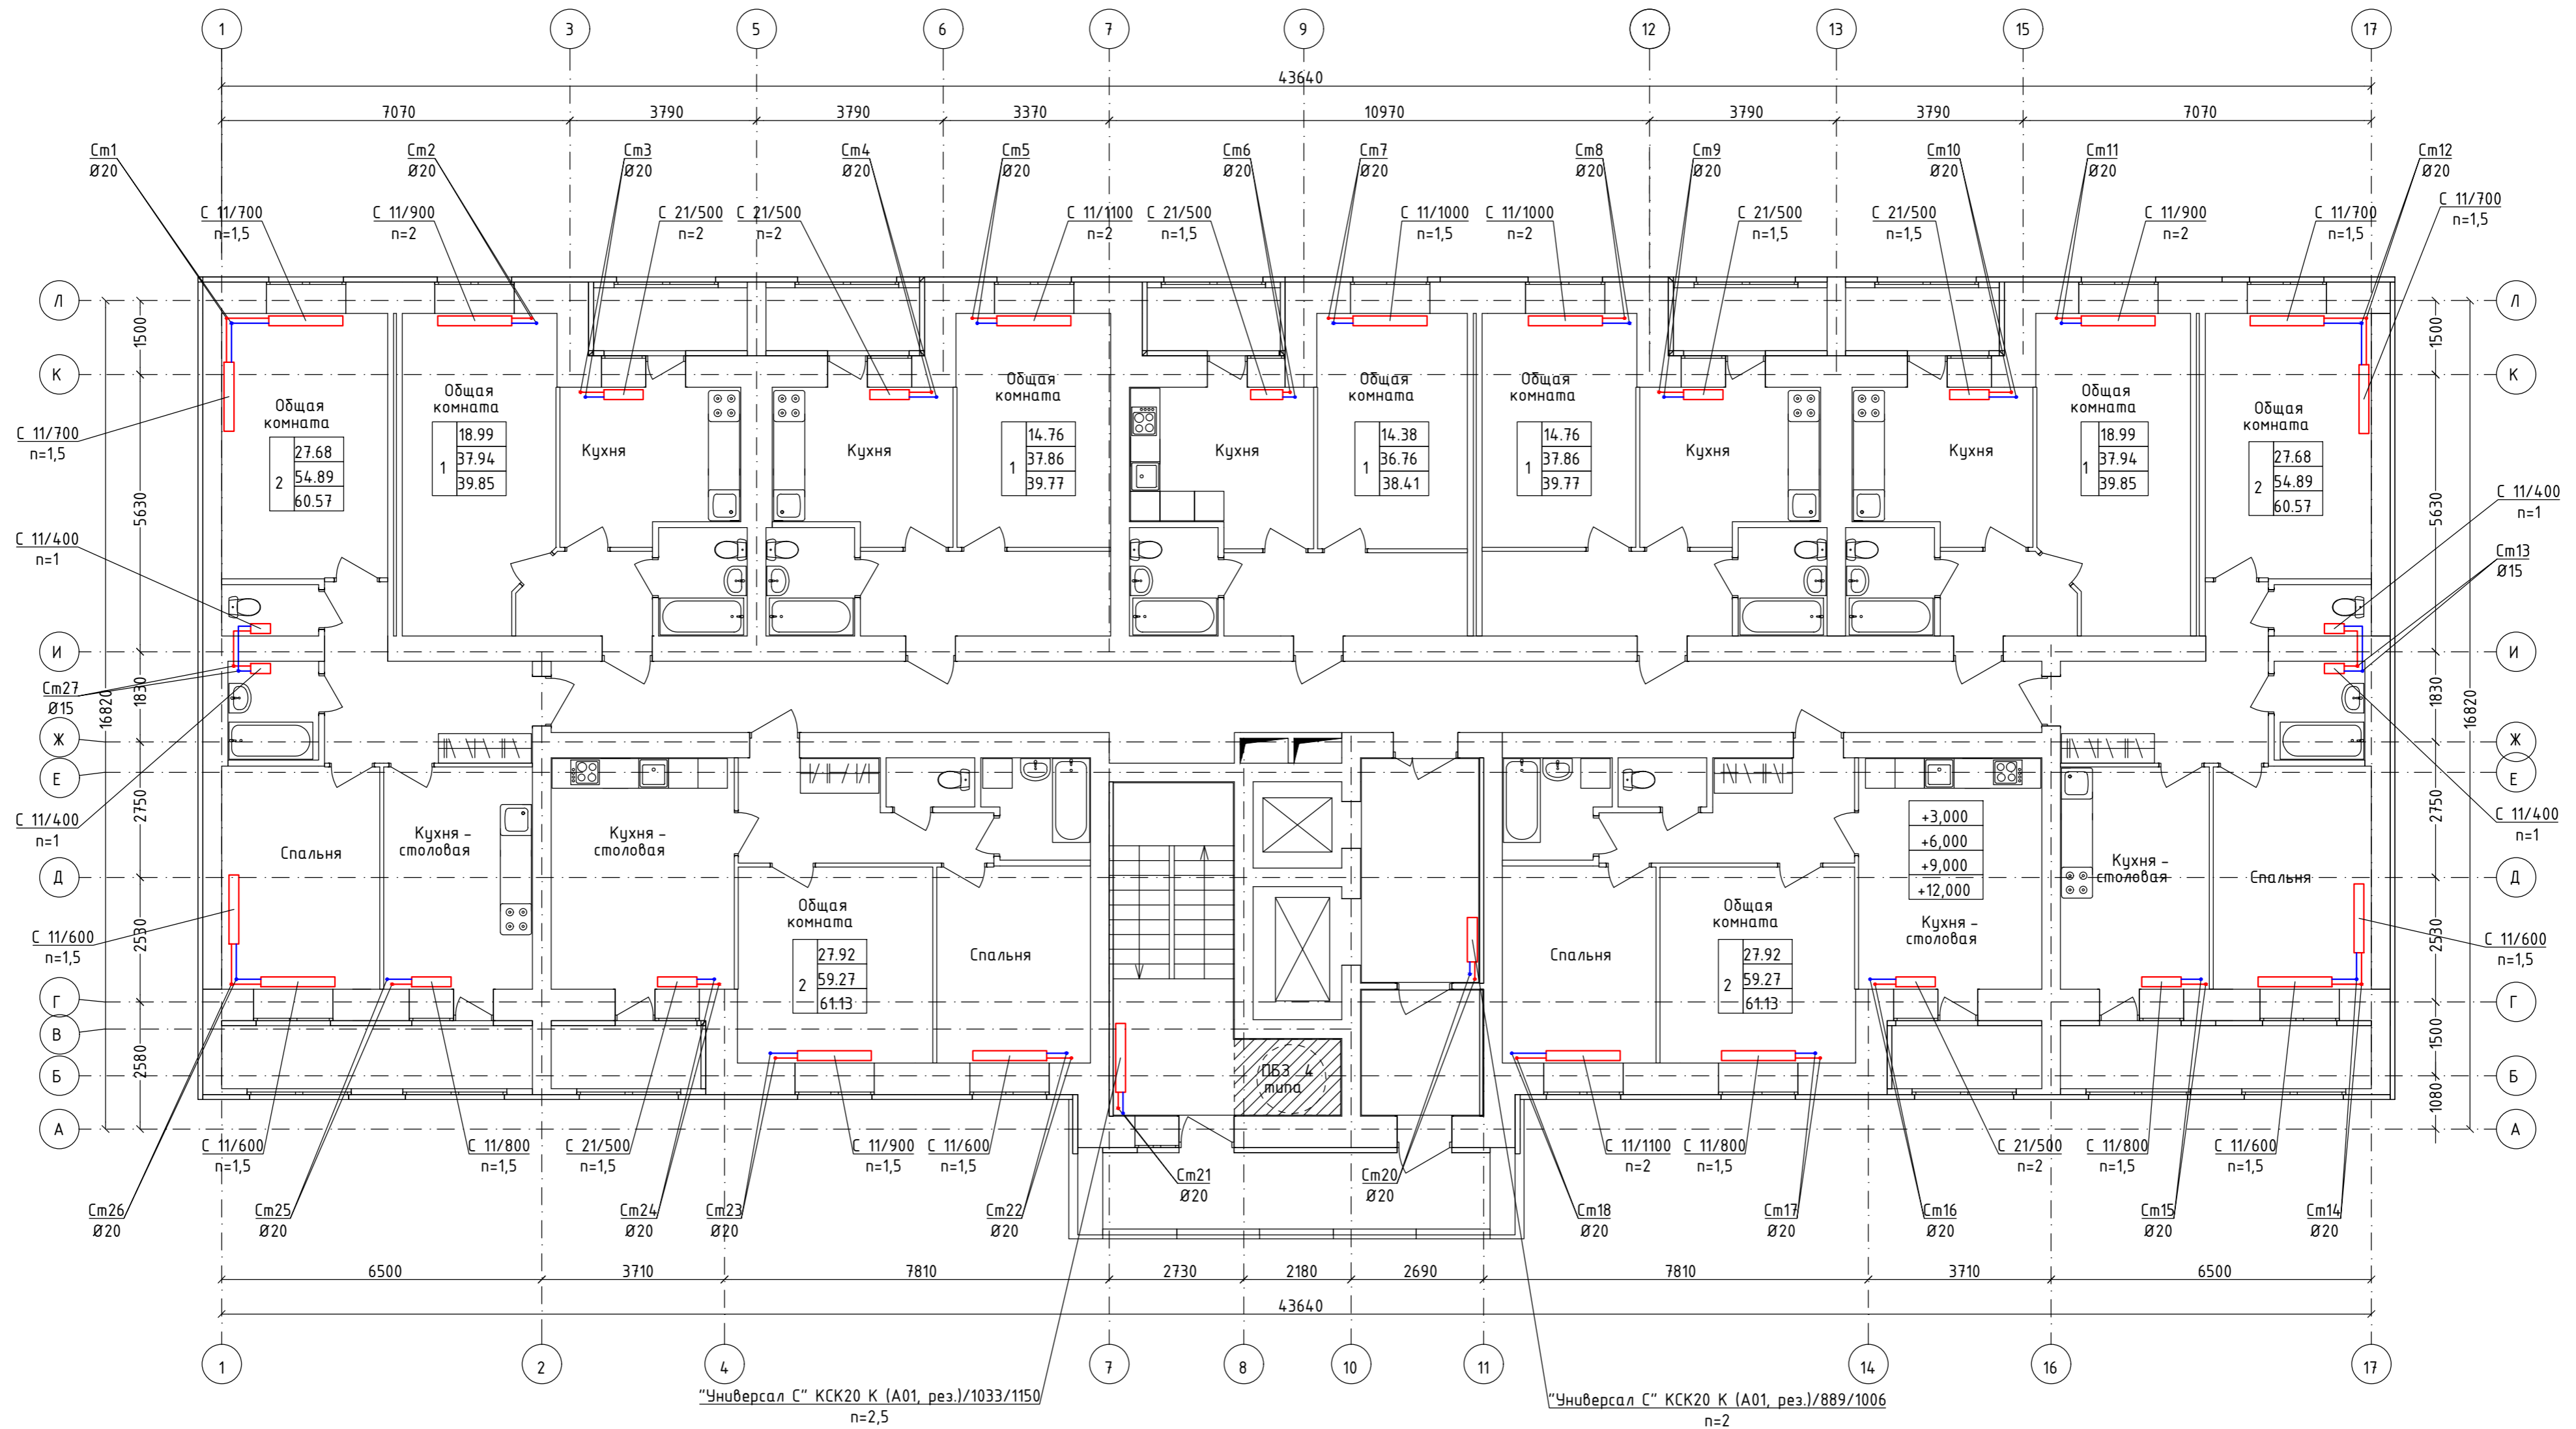 1 3 5 6 7 9 12 13 15 17
43640
7070 3790 3790 3370 10970 3790 3790 7070
Ст1 Ст2 Ст3 Ст4 Ст5 Ст6 Ст7 Ст8 Ст9 Ст10 Ст11 Ст12
Ø20 Ø20 Ø20 Ø20 Ø20 Ø20 Ø20 Ø20 Ø20 Ø20 Ø20 Ø20
С 11/700
n=1,5
С 11/700 С 11/900 С 21/500 С 21/500 С 11/1100 С 21/500 С 11/1000 С 11/1000 С 21/500 С 21/500 С 11/900 С 11/700
n=1,5 n=2 n=2 n=2 n=2 n=1,5 n=1,5 n=2 n=1,5 n=1,5 n=2 n=1,5
Л Л
1500 1500
К К
Общая
комната
2
27.68
54.89
60.57
Общая
комната
1
18.99
37.94
39.85
Кухня
Кухня
Общая
комната
1
14.76
37.86
39.77
Кухня
Общая
комната
1
14.38
36.76
38.41
Общая
комната
1
14.76
37.86
39.77
Кухня
Кухня
Общая
комната
1
18.99
37.94
39.85
Общая
комната
2
27.68
54.89
60.57
С 11/700
n=1,5
5630 5630
С 11/400
n=1
С 11/400
n=1
Ст13
Ø15
И И
Ст27
Ø15
1830 1830
16820 16820
Ж Ж
Е Е
2750 2750
С 11/400
n=1
С 11/400
n=1
Спальня
Кухня –
столовая
Кухня –
столовая
+3,000
+6,000
+9,000
+12,000
Кухня –
столовая
Спальня
Д Д
Общая
комната
2
27.92
59.27
61.13
Спальня
Спальня
Общая
комната
2
27.92
59.27
61.13
Кухня –
столовая
2530 2530
С 11/600
n=1,5
С 11/600
n=1,5
Г Г
В
2580 1500
Б Б
ПБЗ 4
типа
1080
А А
С 11/600 С 11/800 С 21/500 С 11/900 С 11/600 С 11/1100 С 11/800 С 21/500 С 11/800 С 11/600
n=1,5 n=1,5 n=1,5 n=1,5 n=1,5 n=2 n=1,5 n=2 n=1,5 n=1,5
Ст21 Ст20
Ø20 Ø20
Ст26 Ст25 Ст24 Ст23 Ст22 Ст18 Ст17 Ст16 Ст15 Ст14
Ø20 Ø20 Ø20 Ø20 Ø20 Ø20 Ø20 Ø20 Ø20 Ø20
6500 3710 7810 2730 2180 2690 7810 3710 6500
43640
1 2 4 7 8 10 11 14 16 17
"Универсал С" КСК20 К (А01, рез.)/1033/1150
n=2,5
"Универсал С" КСК20 К (А01, рез.)/889/1006
n=2